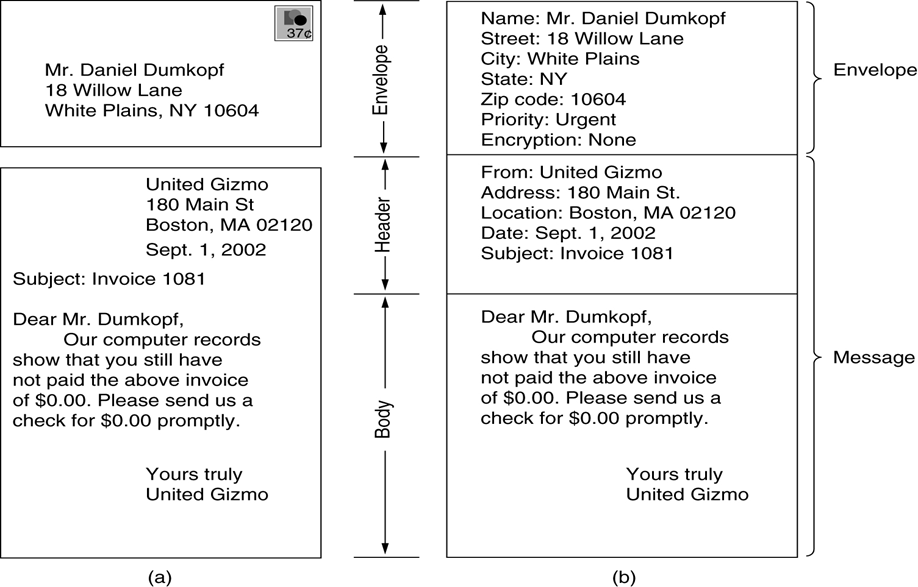 37¢
Mr. Daniel Dumkopf
18 Willow Lane
White Plains, NY 10604
United Gizmo
180 Main St
Boston, MA 02120
Sept. 1, 2002
Subject: Invoice 1081
Dear Mr. Dumkopf,
Our computer records
show that you still have
not paid the above invoice
of $0.00. Please send us a
check for $0.00 promptly.
Yours truly
United Gizmo
(a)
Envelope
Header
Body
Name: Mr. Daniel Dumkopf
Street: 18 Willow Lane
City: White Plains
State: NY
Zip code: 10604
Priority: Urgent
Encryption: None
From: United Gizmo
Address: 180 Main St.
Location: Boston, MA 02120
Date: Sept. 1, 2002
Subject: Invoice 1081
Dear Mr. Dumkopf,
Our computer records
show that you still have
not paid the above invoice
of $0.00. Please send us a
check for $0.00 promptly.
Yours truly
United Gizmo
(b)
Envelope
Message